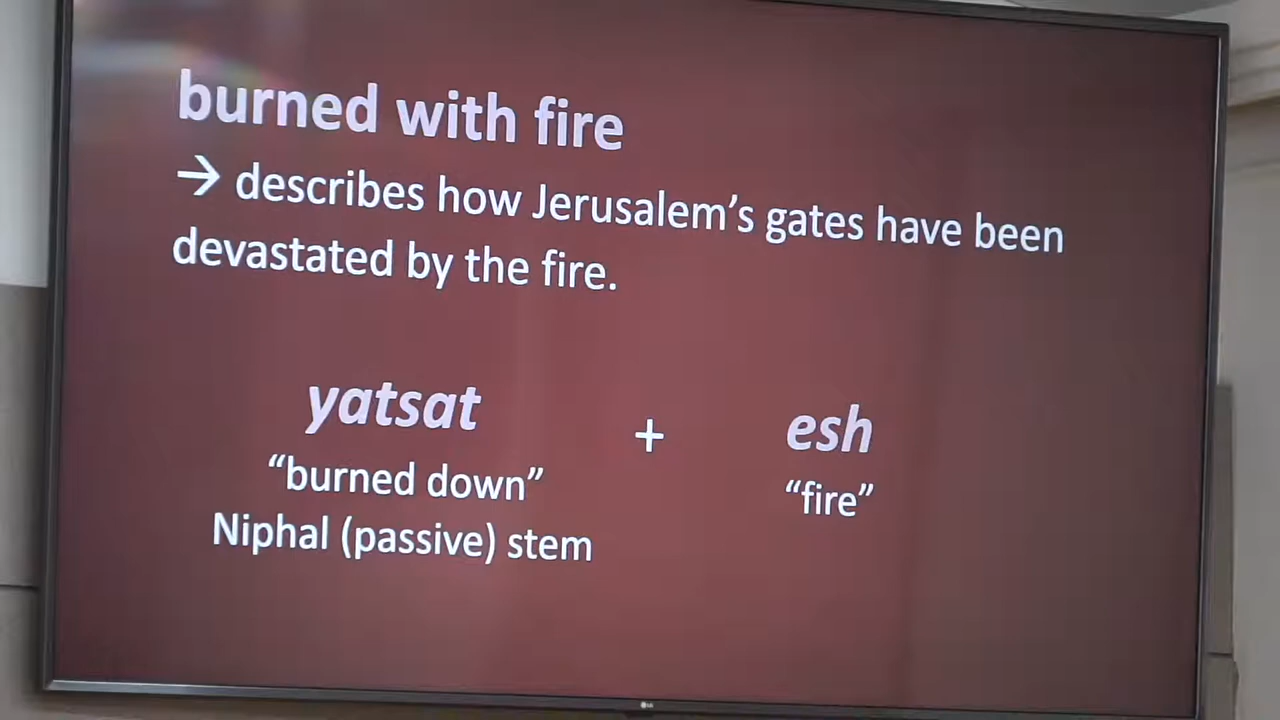 burned with fire
→ describes how Jerusalem’s gates have been
devastated by the fire.
yatsat + esh
“burned down” “fire”
Niphal (passive) stem
LG